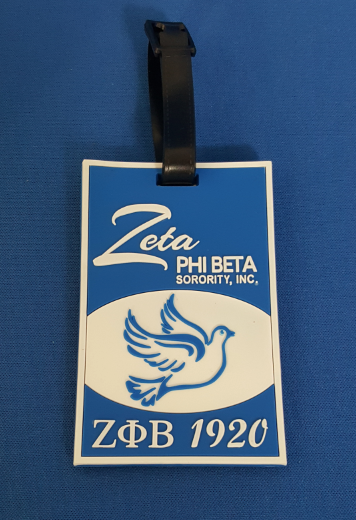 Zeta
PHI BETA
SORORITY, INC.
ΖΦΒ 1920